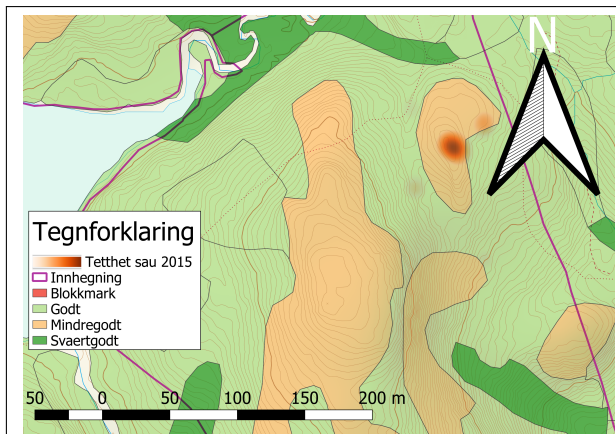 N
Tegnforklaring
Tetthet sau 2015
Innhegning
Blokkmark
Godt
Mindregodt
Svaertgodt
50 0 50 100 150 200 m